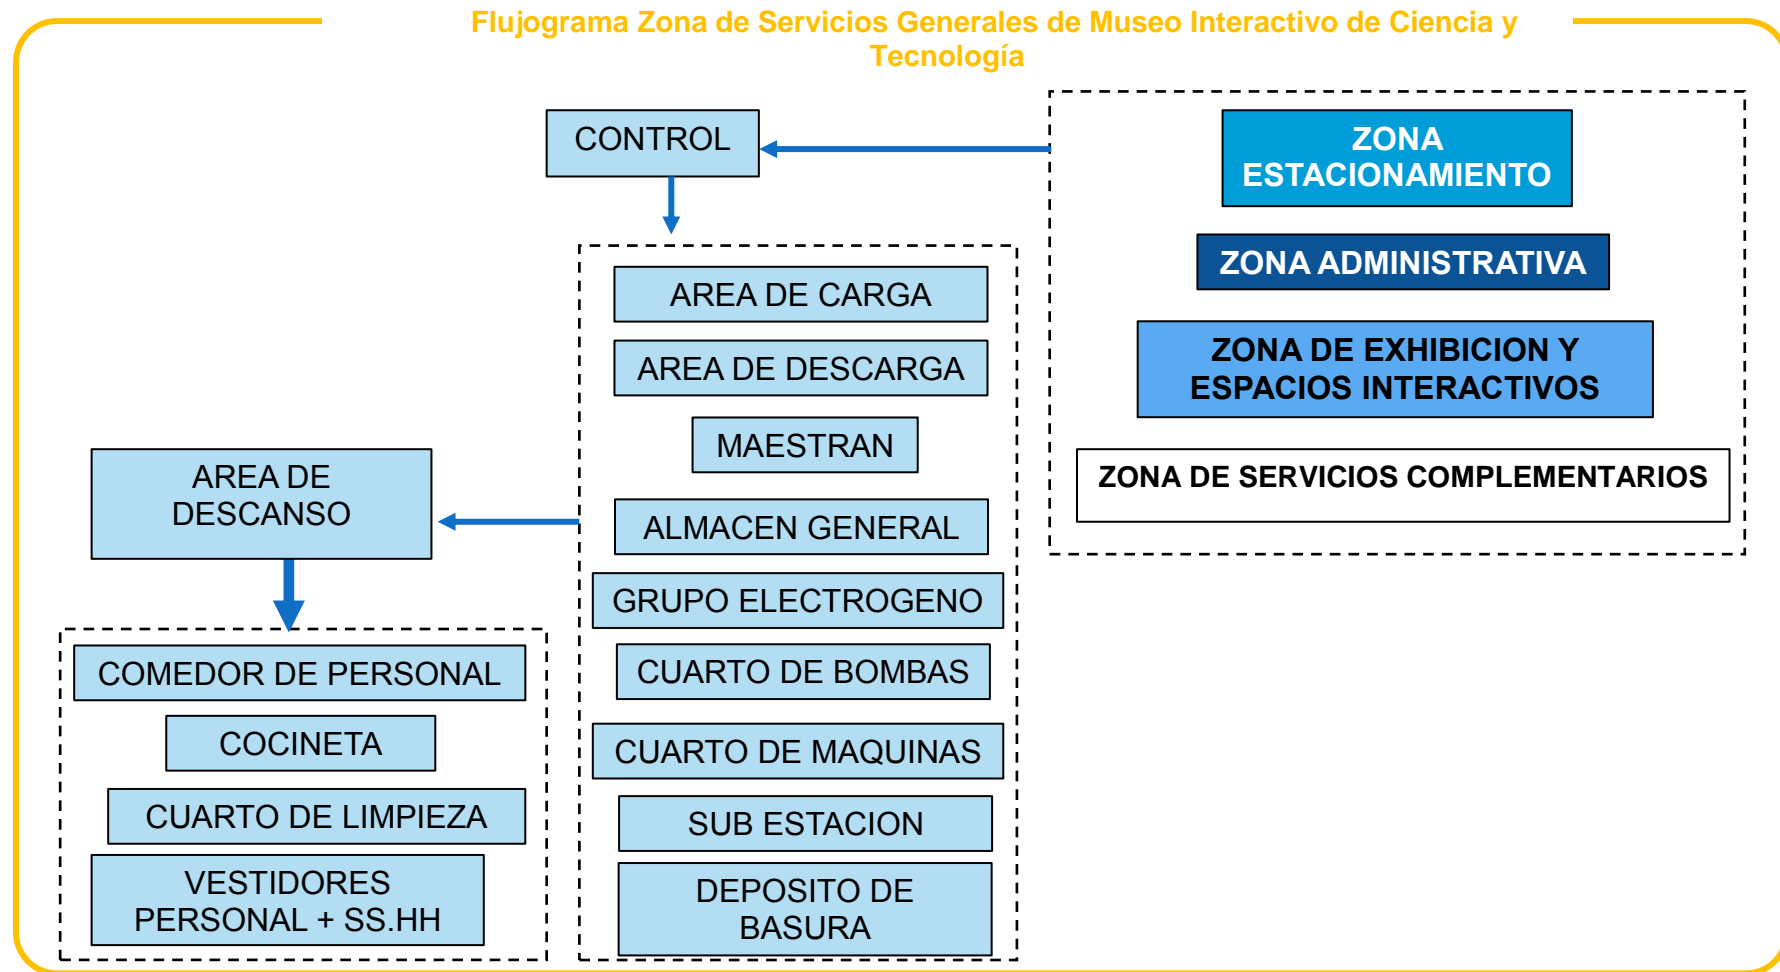 Flujograma Zona de Servicios Generales de Museo Interactivo de Ciencia y
Tecnología
CONTROL
ZONA
ESTACIONAMIENTO
ZONA ADMINISTRATIVA
ZONA DE EXHIBICION Y
ESPACIOS INTERACTIVOS
ZONA DE SERVICIOS COMPLEMENTARIOS
AREA DE CARGA
AREA DE DESCARGA
MAESTRAN
ALMACEN GENERAL
GRUPO ELECTROGENO
CUARTO DE BOMBAS
CUARTO DE MAQUINAS
SUB ESTACION
DEPOSITO DE
BASURA
AREA DE
DESCANSO
COMEDOR DE PERSONAL
COCINETA
CUARTO DE LIMPIEZA
VESTIDORES
PERSONAL + SS.HH